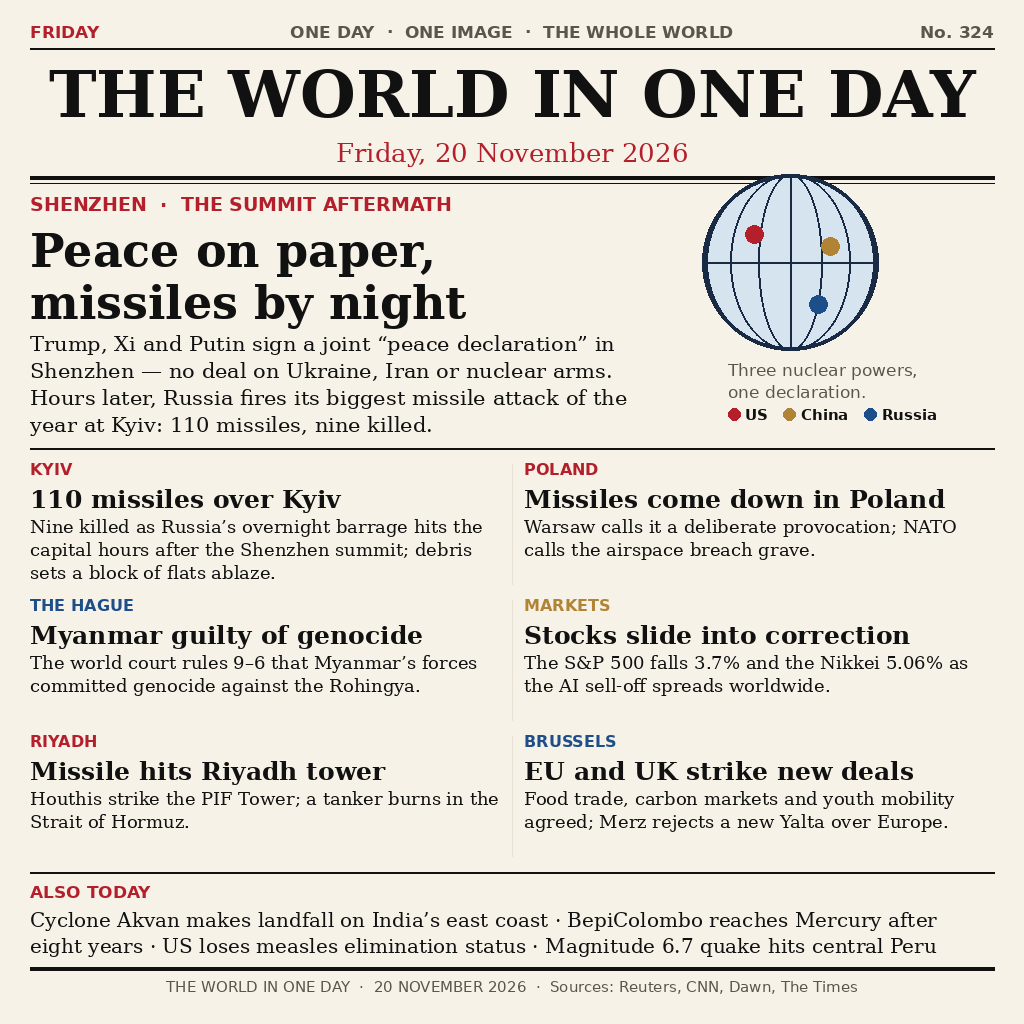 FRIDAY
ONE DAY · ONE IMAGE · THE WHOLE WORLD
No. 324
THE WORLD IN ONE DAY
Friday, 20 November 2026
SHENZHEN · THE SUMMIT AFTERMATH
Peace on paper,
missiles by night
Trump, Xi and Putin sign a joint “peace declaration” in
Shenzhen — no deal on Ukraine, Iran or nuclear arms.
Hours later, Russia fires its biggest missile attack of the
year at Kyiv: 110 missiles, nine killed.
Three nuclear powers,
one declaration.
US China Russia
KYIV
110 missiles over Kyiv
Nine killed as Russia’s overnight barrage hits the
capital hours after the Shenzhen summit; debris
sets a block of flats ablaze.
POLAND
Missiles come down in Poland
Warsaw calls it a deliberate provocation; NATO
calls the airspace breach grave.
THE HAGUE
Myanmar guilty of genocide
The world court rules 9–6 that Myanmar’s forces
committed genocide against the Rohingya.
MARKETS
Stocks slide into correction
The S&P 500 falls 3.7% and the Nikkei 5.06% as
the AI sell-off spreads worldwide.
RIYADH
Missile hits Riyadh tower
Houthis strike the PIF Tower; a tanker burns in the
Strait of Hormuz.
BRUSSELS
EU and UK strike new deals
Food trade, carbon markets and youth mobility
agreed; Merz rejects a new Yalta over Europe.
ALSO TODAY
Cyclone Akvan makes landfall on India’s east coast · BepiColombo reaches Mercury after
eight years · US loses measles elimination status · Magnitude 6.7 quake hits central Peru
THE WORLD IN ONE DAY · 20 NOVEMBER 2026 · Sources: Reuters, CNN, Dawn, The Times